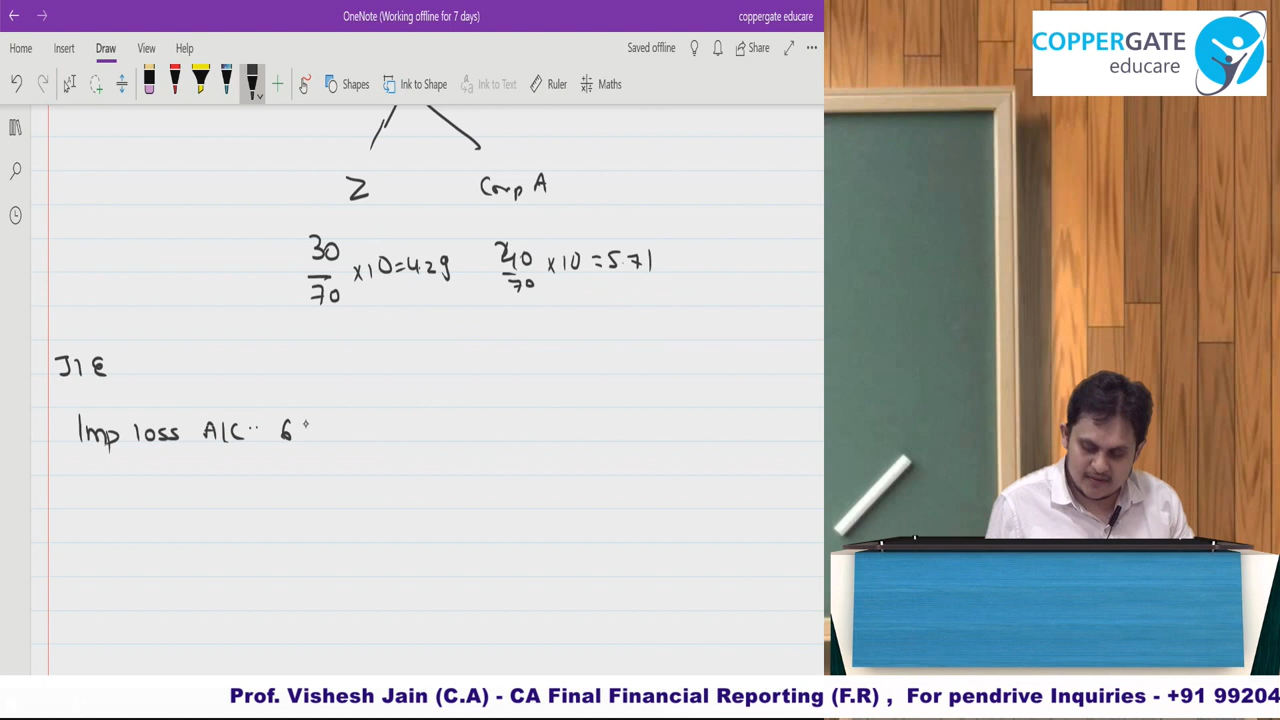 OneNote (Working offline for 7 days)
coppergate educare
Home Insert Draw View Help
Saved offline
Share
Shapes
Ink to Shape
Ink to Text
Ruler
Maths
COPPERGATE
educare
Z
Corp A
30
70
×10=4.29
40
70
×10=5.71
J1E
Imp loss A/C.. 6
Prof. Vishesh Jain (C.A) - CA Final Financial Reporting (F.R) , For pendrive Inquiries - +91 99204